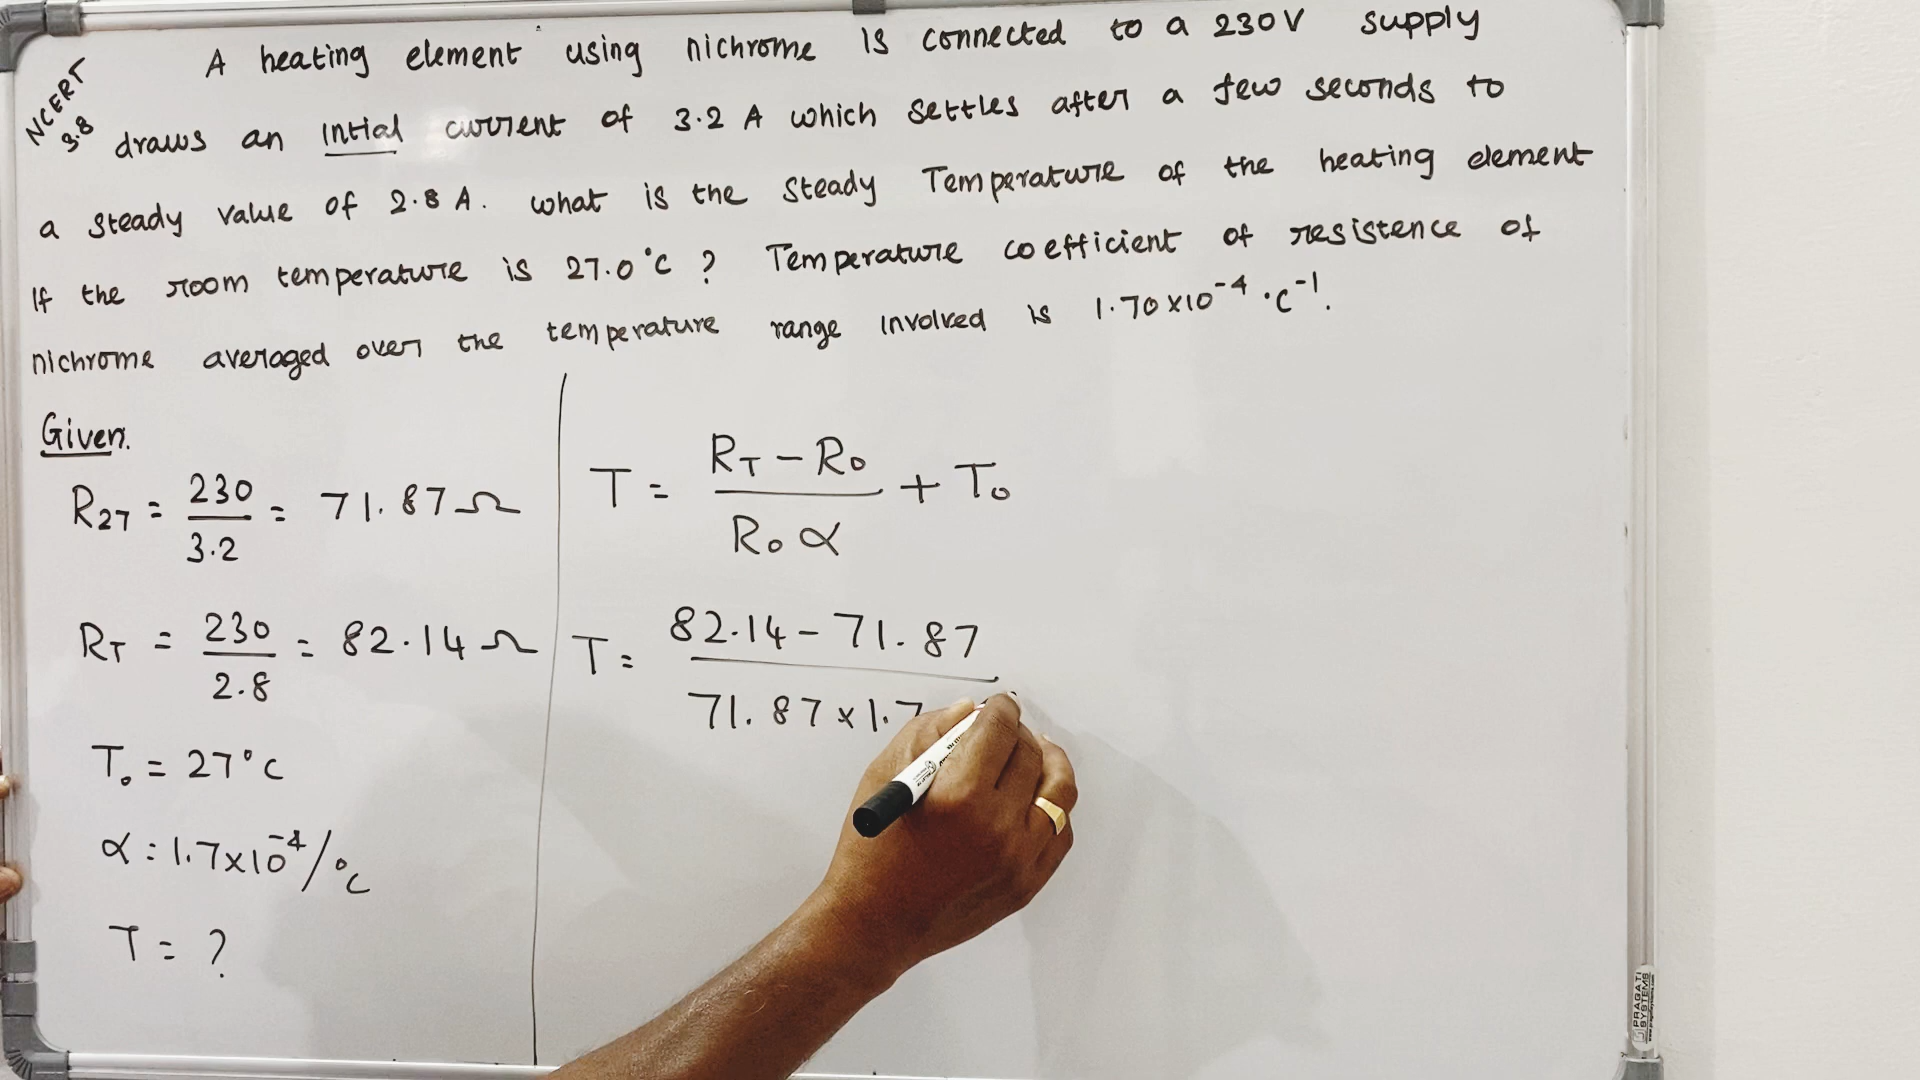 NCERT
3.8
A heating element using nichrome is connected to a 230V supply
draws an intial current of 3.2 A which settles after a few seconds to
a steady value of 2.8 A. what is the steady Temperature of the heating element
If the room temperature is 27.0°C ? Temperature coefficient of resistence of
nichrome averaged over the temperature range involved is 1.70×10⁻⁴ °C⁻¹.
Given.
R₂₇ = 230/3.2 = 71.87Ω
R_T = 230/2.8 = 82.14Ω
T₀ = 27°C
α = 1.7×10⁻⁴/°C
T = ?
T = (R_T − R₀)/(R₀ α) + T₀
T = 82.14 − 71.87
71.87 × 1.7
PRAGATI
SYSTEMS